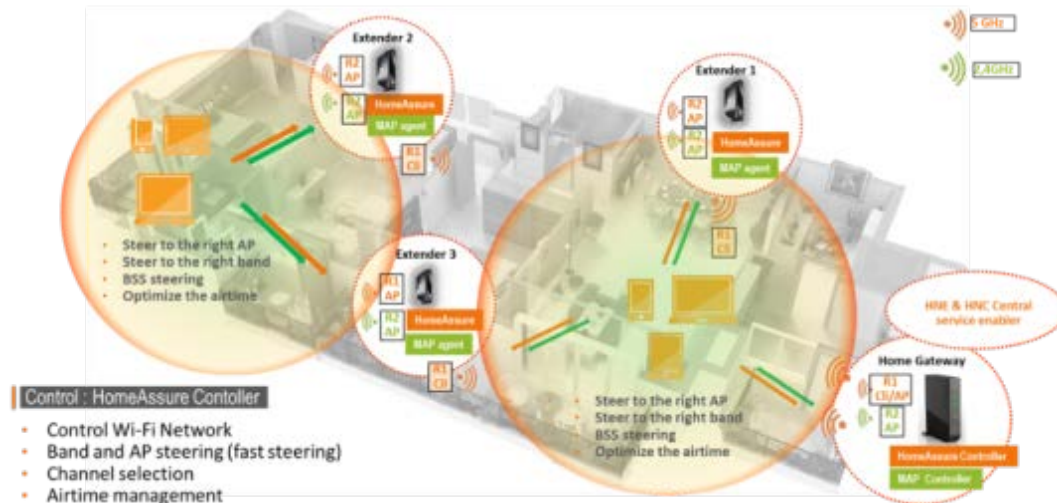 5 GHz
2,4GHz
Extender 2
R2
AP
R2
AP
HomeAssure
MAP agent
R1
Extender 1
R2
AP
R2
AP
HomeAssure
MAP agent
R1
• Steer to the right AP
• Steer to the right band
• BSS steering
• Optimize the airtime
Extender 3
R1
AP
R2
AP
HomeAssure
MAP agent
R1
HNE & HNC Central
service enabler
Home Gateway
R1
R2
AP
HomeAssure Controller
MAP Controller
• Steer to the right AP
• Steer to the right band
• BSS steering
• Optimize the airtime
Control : HomeAssure Contoller
• Control Wi-Fi Network
• Band and AP steering (fast steering)
• Channel selection
• Airtime management